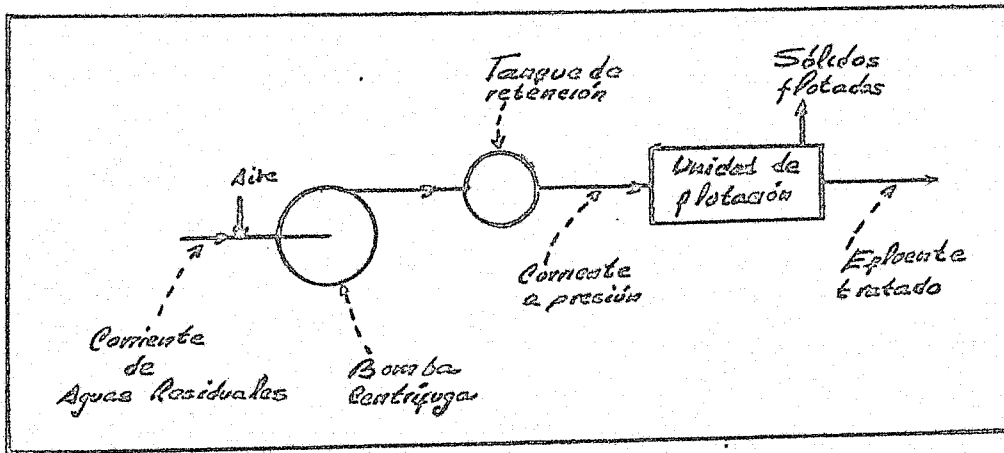 Tanque de
retención
Sólidos
flotados
Aire
Unidad de
flotación
Corriente
a presión
Efluente
tratado
Corriente
de
Aguas Residuales
Bomba
Centrífuga